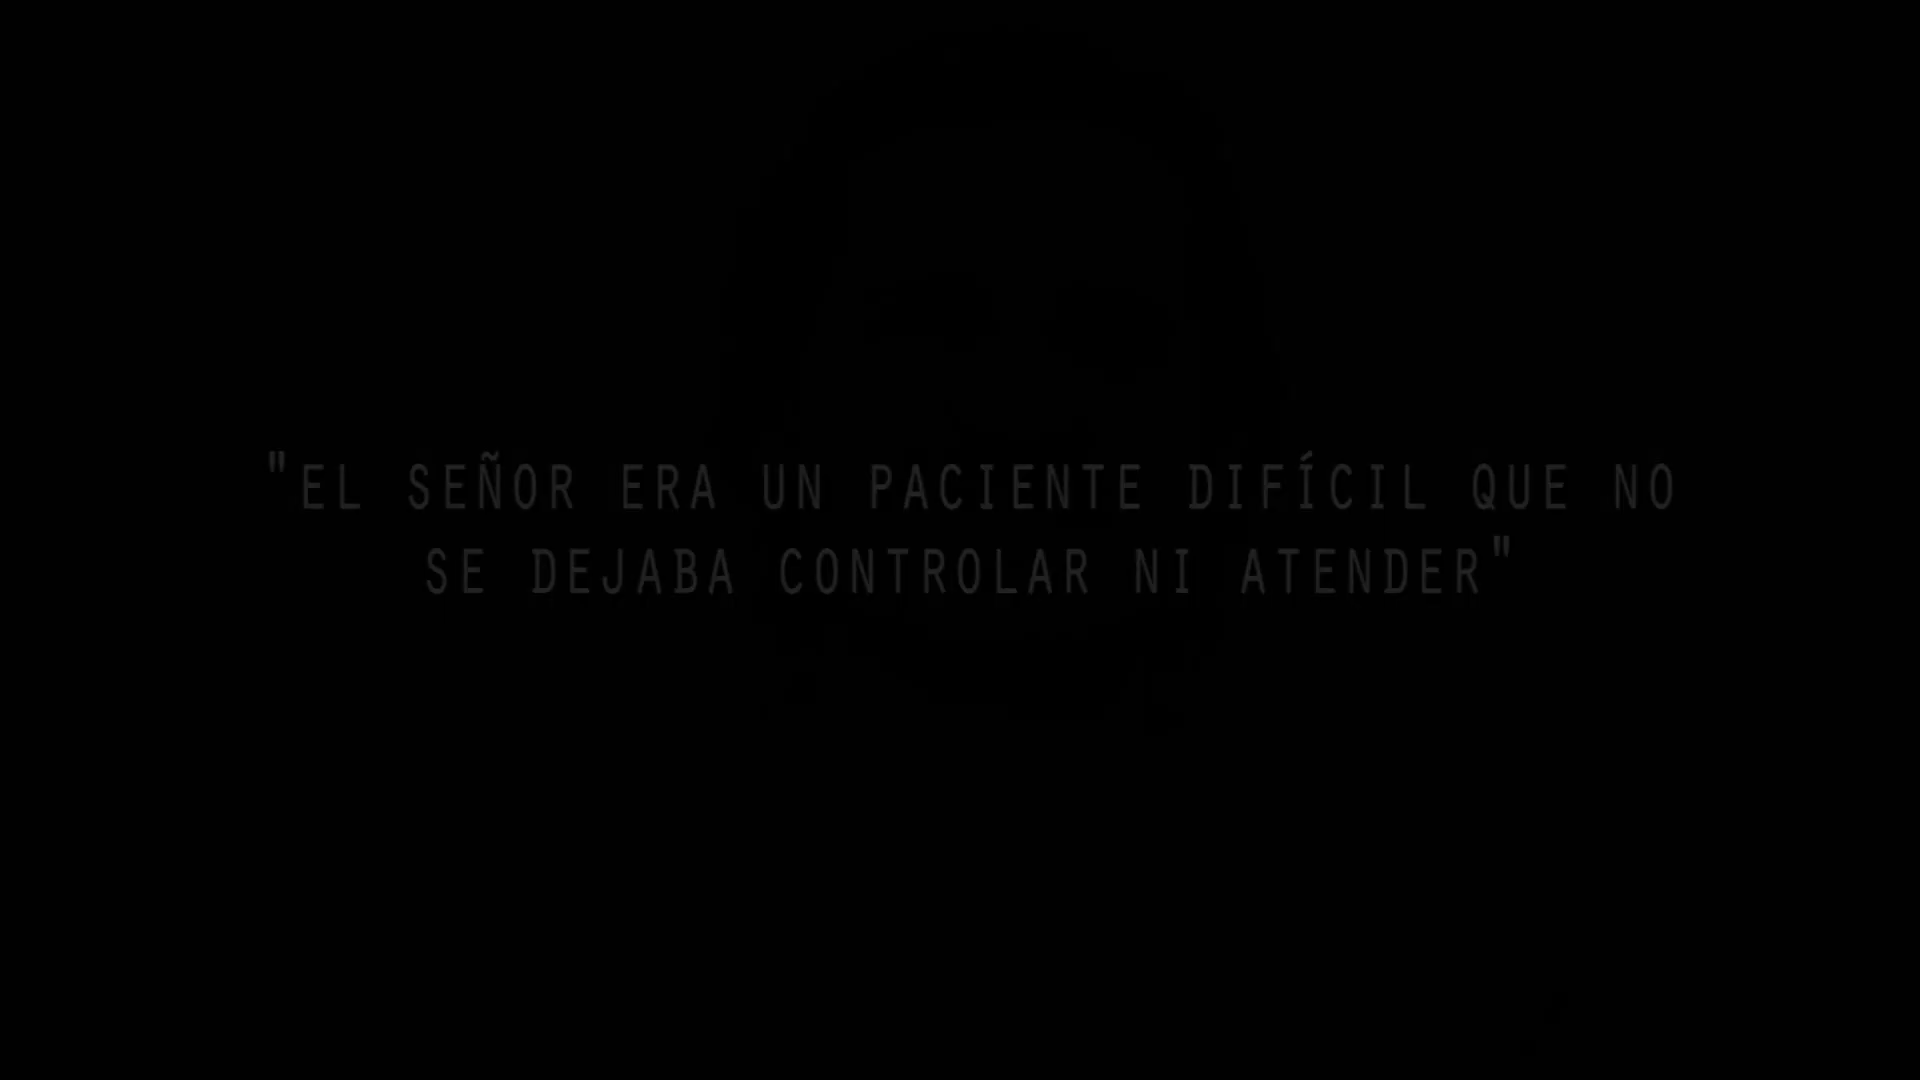 "EL SEÑOR ERA UN PACIENTE DIFÍCIL QUE NO
SE DEJABA CONTROLAR NI ATENDER"